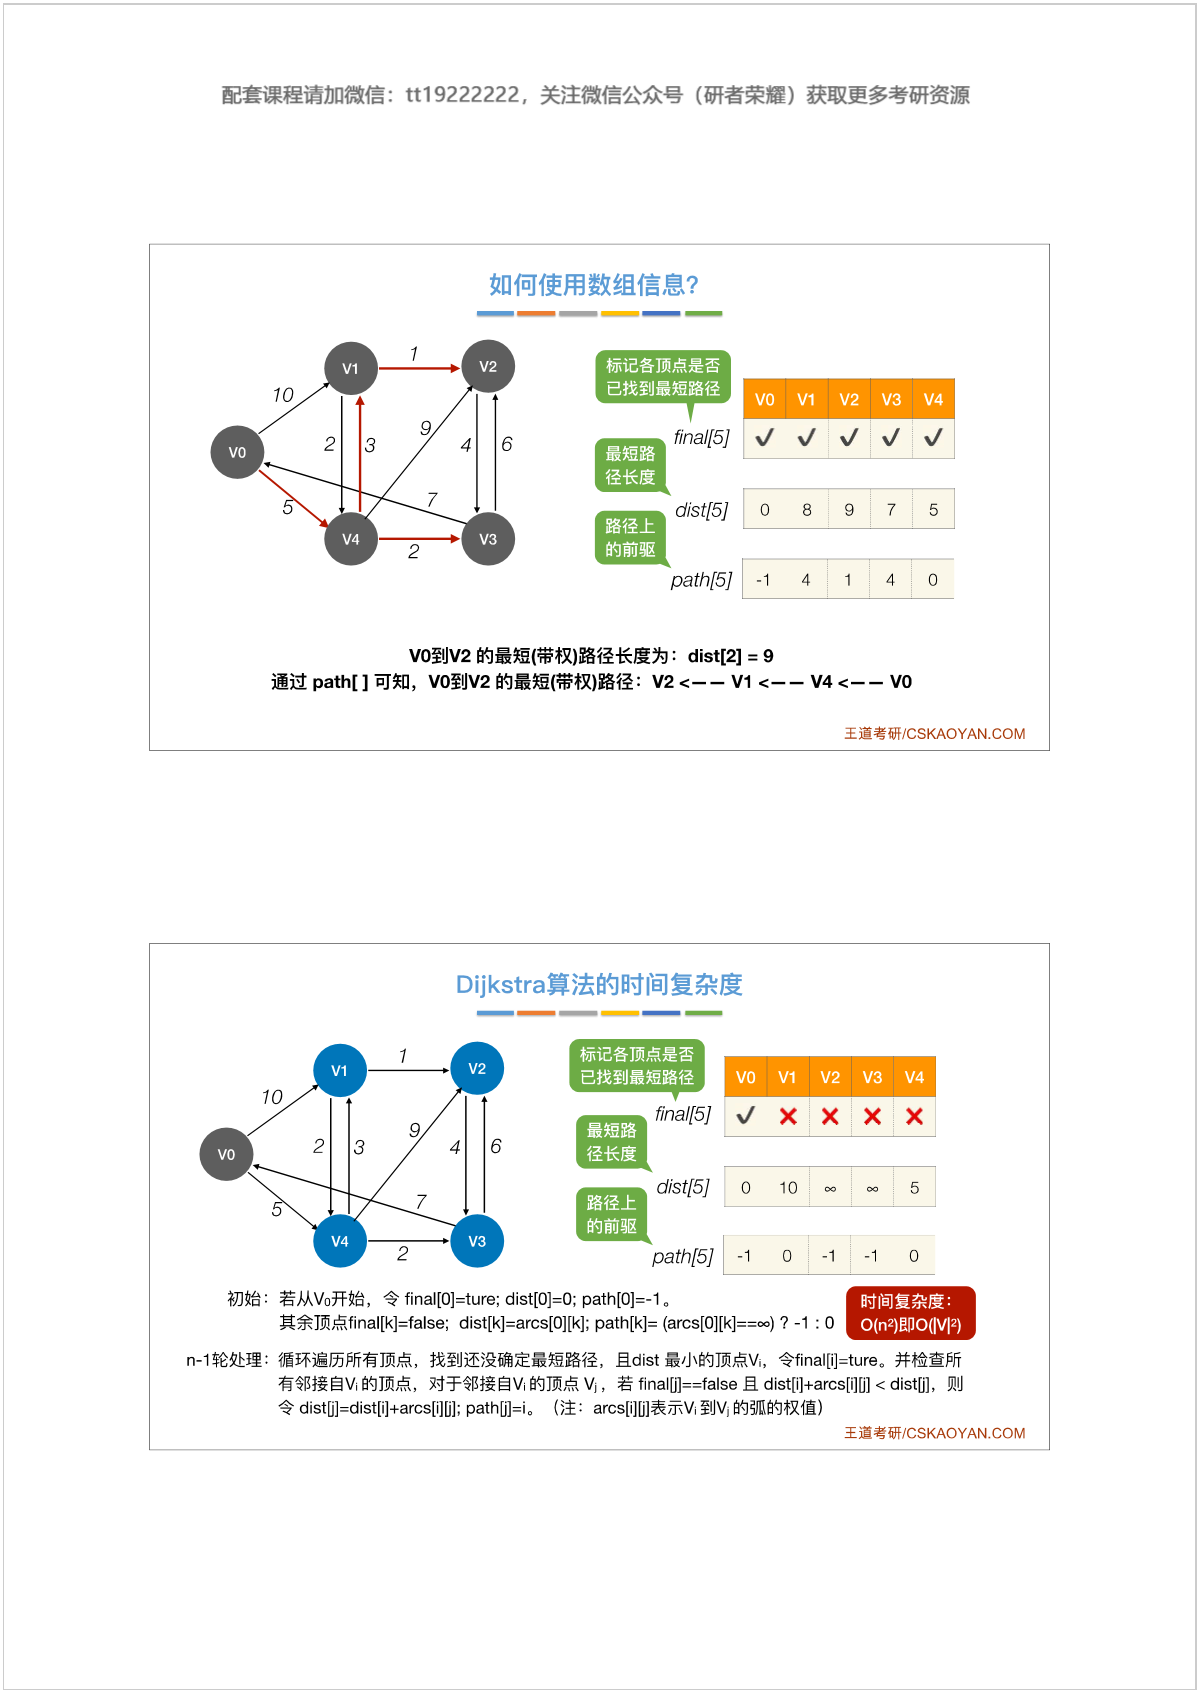 配套课程请加微信：tt19222222，关注微信公众号（研者荣耀）获取更多考研资源
如何使用数组信息?
V0
V1
V2
V3
V4
10
5
1
2
3
9
4
6
7
2
标记各顶点是否
已找到最短路径
final[5]
V0 V1 V2 V3 V4
✓ ✓ ✓ ✓ ✓
最短路
径长度
dist[5]
0 8 9 7 5
路径上
的前驱
path[5]
-1 4 1 4 0
V0到V2 的最短(带权)路径长度为：dist[2] = 9
通过 path[ ] 可知，V0到V2 的最短(带权)路径：V2 <−− V1 <−− V4 <−− V0
王道考研/CSKAOYAN.COM
Dijkstra算法的时间复杂度
V0
V1
V2
V3
V4
10
5
1
2
3
9
4
6
7
2
标记各顶点是否
已找到最短路径
final[5]
V0 V1 V2 V3 V4
✓ ✗ ✗ ✗ ✗
最短路
径长度
dist[5]
0 10 ∞ ∞ 5
路径上
的前驱
path[5]
-1 0 -1 -1 0
初始：若从V₀开始，令 final[0]=ture; dist[0]=0; path[0]=-1。
其余顶点final[k]=false; dist[k]=arcs[0][k]; path[k]= (arcs[0][k]==∞) ? -1 : 0
时间复杂度：
O(n²)即O(|V|²)
n-1轮处理：循环遍历所有顶点，找到还没确定最短路径，且dist 最小的顶点Vᵢ，令final[i]=ture。并检查所
有邻接自Vᵢ 的顶点，对于邻接自Vᵢ 的顶点 Vⱼ ，若 final[j]==false 且 dist[i]+arcs[i][j] < dist[j]，则
令 dist[j]=dist[i]+arcs[i][j]; path[j]=i。（注：arcs[i][j]表示Vᵢ 到Vⱼ 的弧的权值）
王道考研/CSKAOYAN.COM